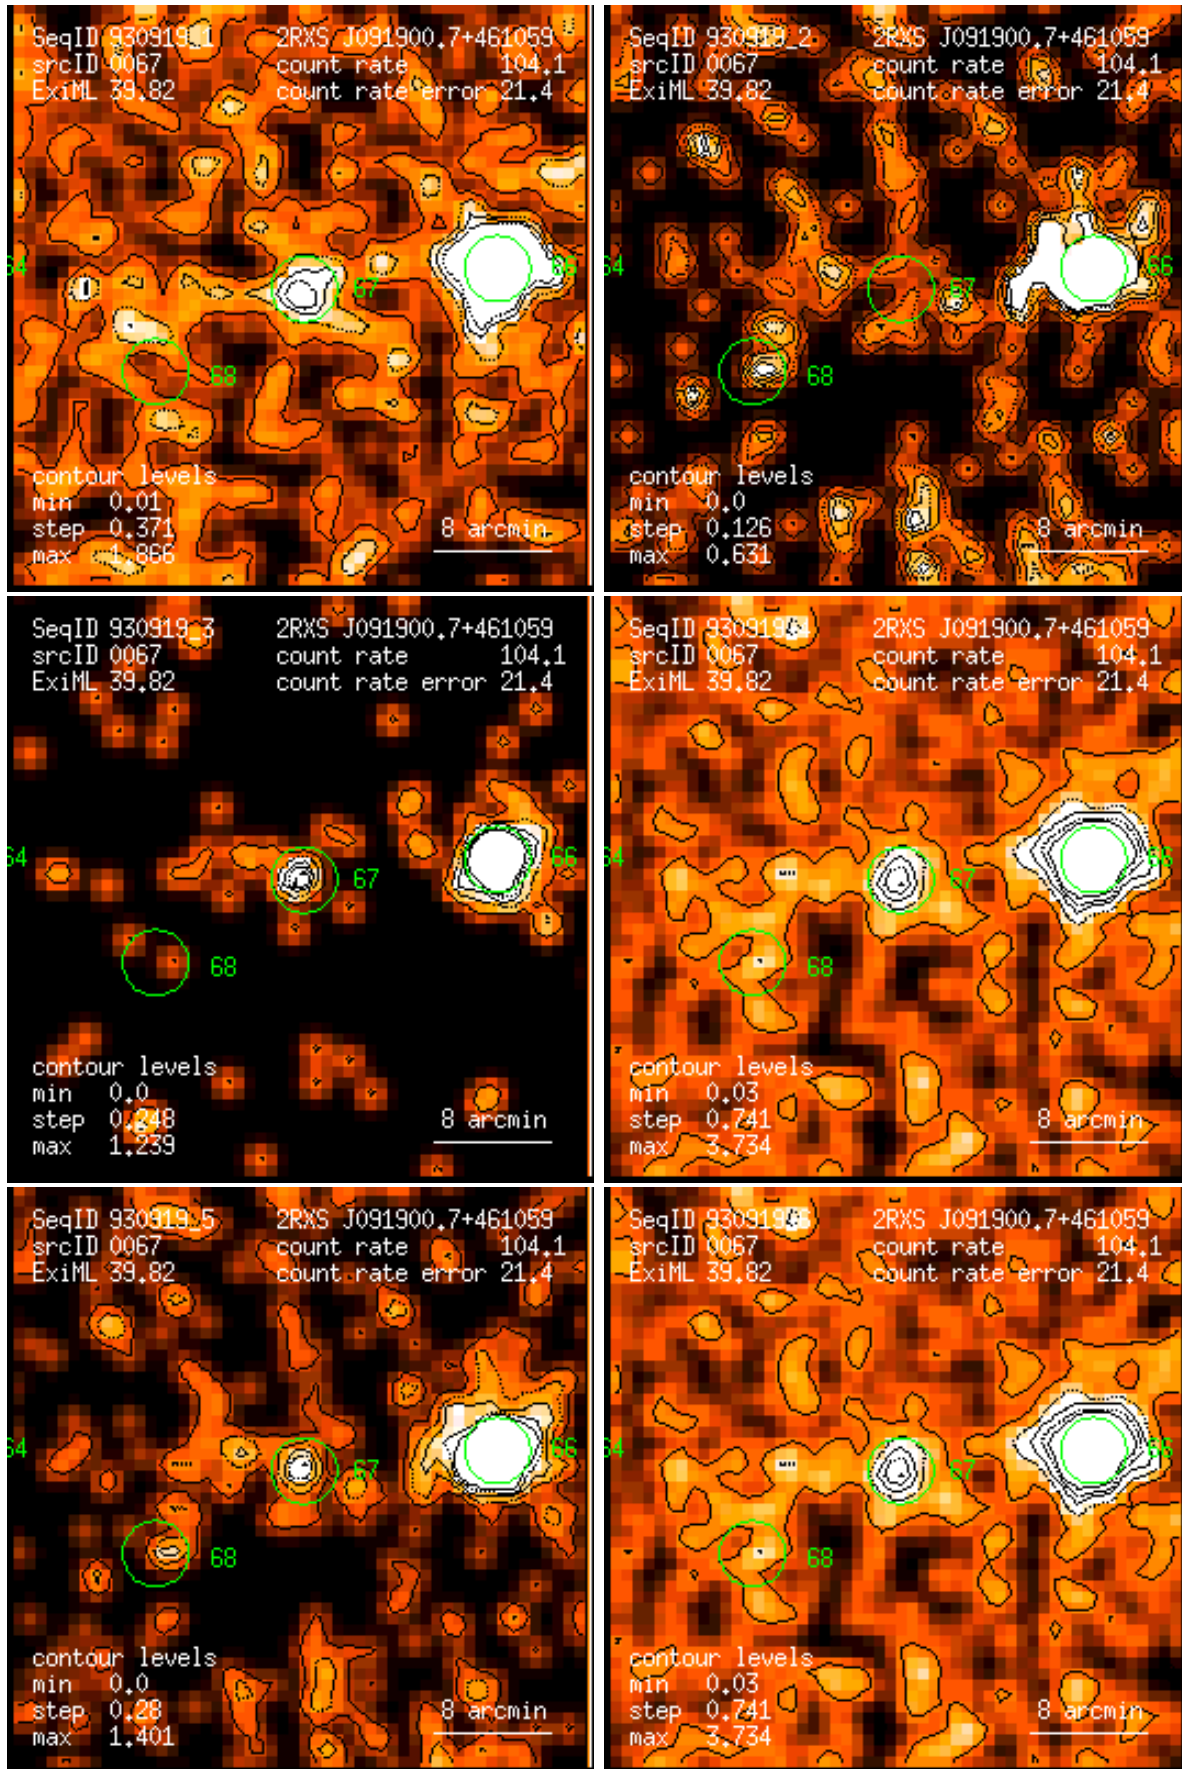 SeqID 930919_1 2RXS J091900.7+461059
srcID 0067 count rate 104.1
ExiML 39.82 count rate error 21.4
64 66
67
68
contour levels
min 0.01
step 0.371 8 arcmin
max 1.866
SeqID 930919_2 2RXS J091900.7+461059
srcID 0067 count rate 104.1
ExiML 39.82 count rate error 21.4
64 66
67
68
contour levels
min 0.0
step 0.126 8 arcmin
max 0.631
SeqID 930919_3 2RXS J091900.7+461059
srcID 0067 count rate 104.1
ExiML 39.82 count rate error 21.4
64 66
67
68
contour levels
min 0.0
step 0.248 8 arcmin
max 1.239
SeqID 930919_4 2RXS J091900.7+461059
srcID 0067 count rate 104.1
ExiML 39.82 count rate error 21.4
64 66
67
68
contour levels
min 0.03
step 0.741 8 arcmin
max 3.734
SeqID 930919_5 2RXS J091900.7+461059
srcID 0067 count rate 104.1
ExiML 39.82 count rate error 21.4
64 66
67
68
contour levels
min 0.0
step 0.28 8 arcmin
max 1.401
SeqID 930919_6 2RXS J091900.7+461059
srcID 0067 count rate 104.1
ExiML 39.82 count rate error 21.4
64 66
67
68
contour levels
min 0.03
step 0.741 8 arcmin
max 3.734